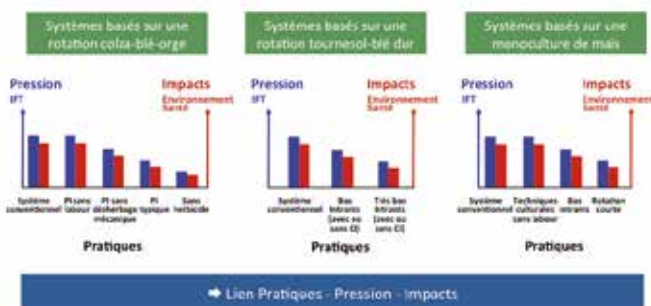 Systèmes basés sur une
rotation colza-blé-orge
Systèmes basés sur une
rotation tournesol-blé dur
Systèmes basés sur une
monoculture de maïs
Pression
IFT
Impacts
Environnement
Santé
Système
conventionnel
PI sans
labour
PI sans
désherbage
mécanique
PI
typique
Sans
herbicide
Pratiques
Pression
IFT
Impacts
Environnement
Santé
Système
conventionnel
Bas
Intrants
(avec ou
sans CI)
Très bas
Intrants
(avec ou
sans CI)
Pratiques
Pression
IFT
Impacts
Environnement
Santé
Système
conventionnel
Techniques
culturales
sans labour
Bas
intrants
Rotation
courte
Pratiques
➡ Lien Pratiques - Pression - Impacts